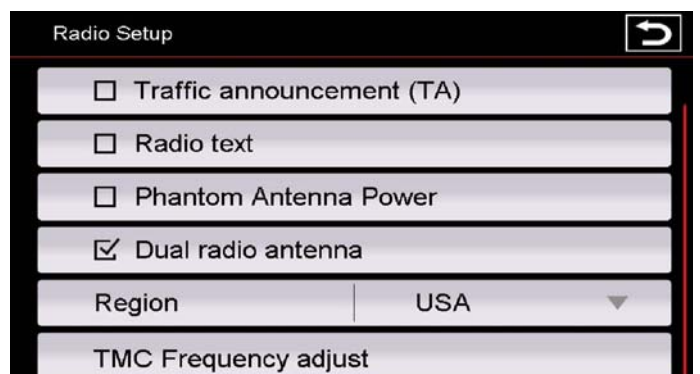 Radio Setup
Traffic announcement (TA)
Radio text
Phantom Antenna Power
Dual radio antenna
Region USA
TMC Frequency adjust